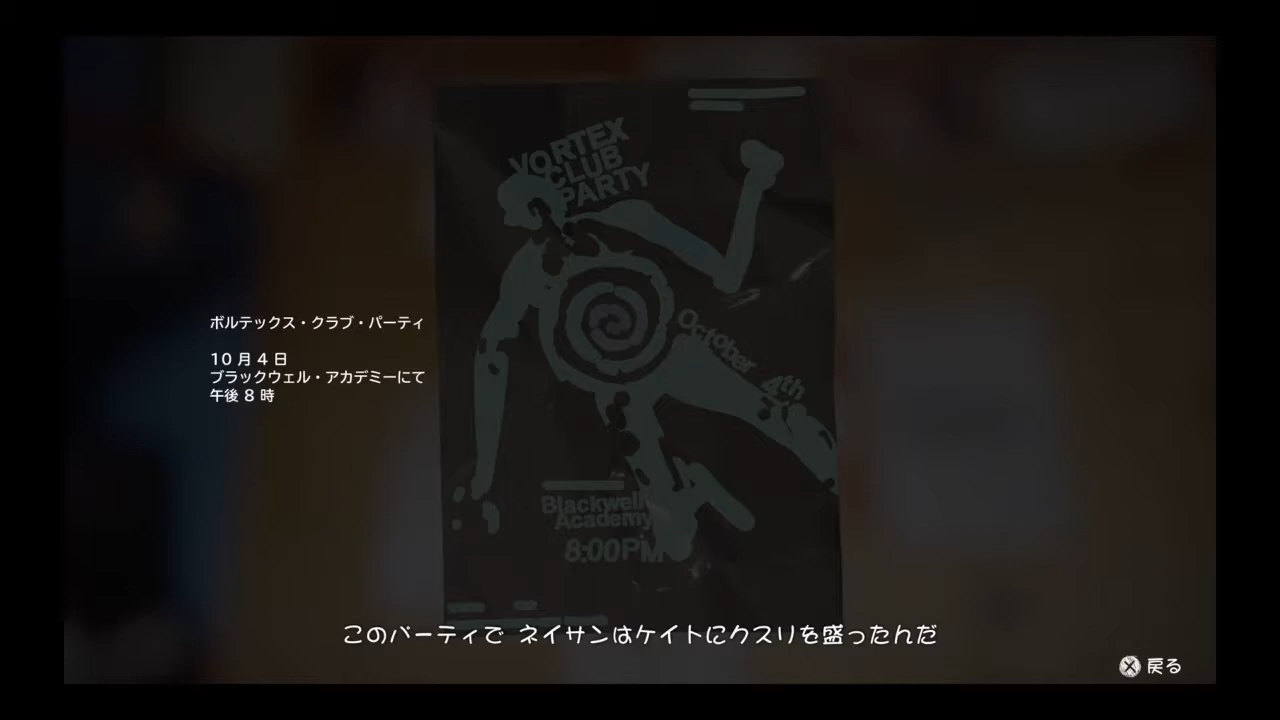 VORTEX
CLUB
PARTY
October 4th
ボルテックス・クラブ・パーティ
10 月 4 日
ブラックウェル・アカデミーにて
午後 8 時
Blackwell
Academy
8:00PM
このパーティで ネイサンはケイトにクスリを盛ったんだ
戻る